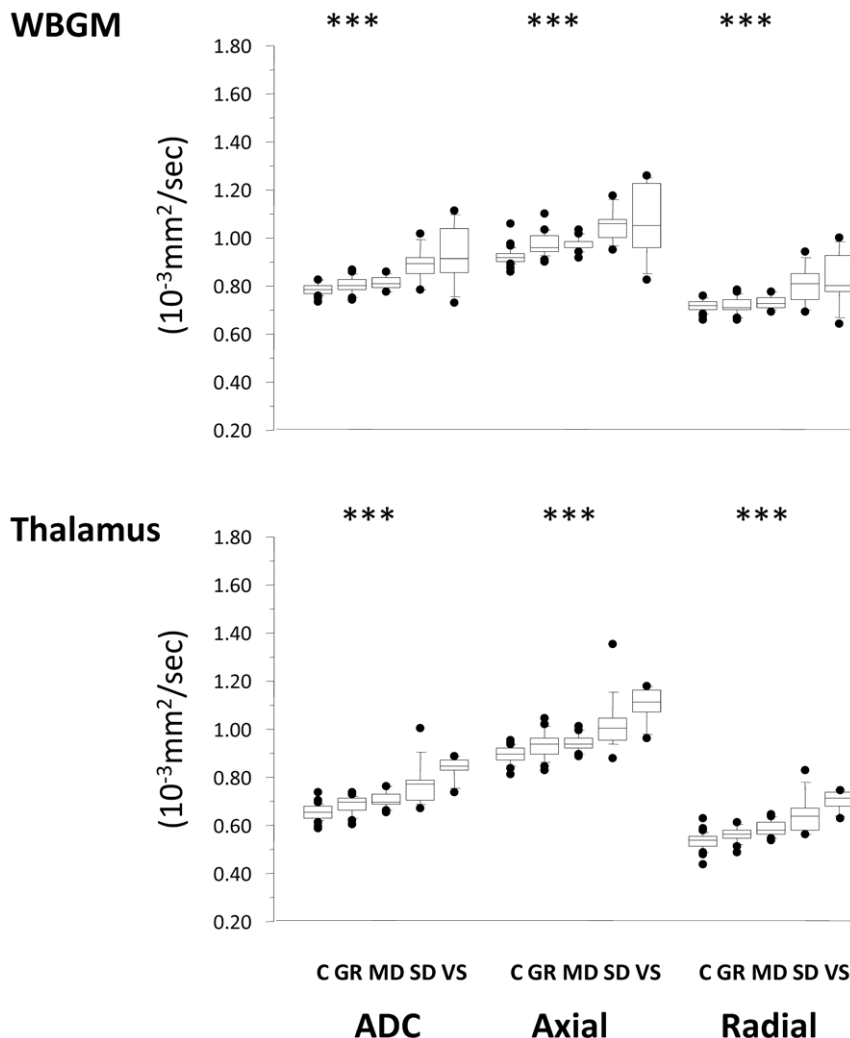 WBGM
*** *** ***
1.80
1.60
1.40
1.20
1.00
0.80
0.60
0.40
0.20
(10⁻³mm²/sec)
Thalamus
*** *** ***
1.80
1.60
1.40
1.20
1.00
0.80
0.60
0.40
0.20
(10⁻³mm²/sec)
C GR MD SD VS C GR MD SD VS C GR MD SD VS
ADC Axial Radial